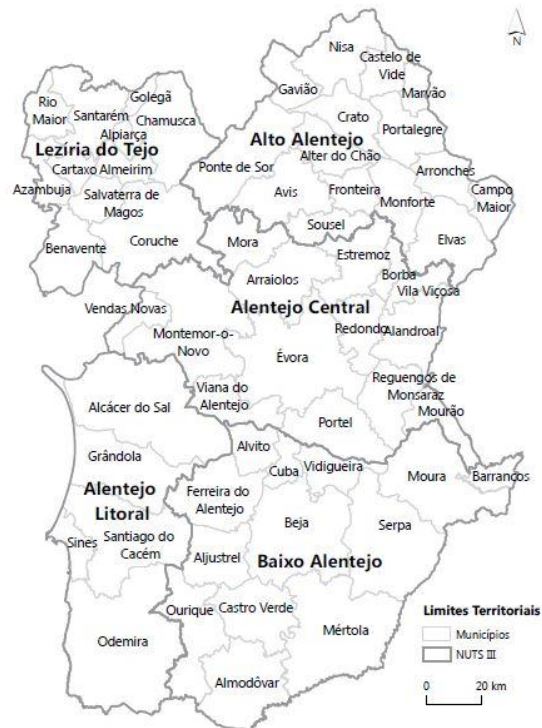 N
Nisa
Castelo de
Vide
Gavião
Marvão
Golegã
Rio
Maior
Santarém
Chamusca
Alpiarça
Crato
Portalegre
Lezíria do Tejo
Alto Alentejo
Cartaxo
Almeirim
Ponte de Sor
Alter do Chão
Arronches
Azambuja
Salvaterra de
Magos
Avis
Fronteira
Monforte
Campo
Maior
Sousel
Elvas
Benavente
Coruche
Mora
Estremoz
Arraiolos
Borba
Vila Viçosa
Vendas Novas
Alentejo Central
Montemor-o-
Novo
Redondo
Alandroal
Évora
Viana do
Alentejo
Reguengos de
Monsaraz
Mourão
Alcácer do Sal
Portel
Alvito
Grândola
Cuba
Vidigueira
Moura
Barrancos
Alentejo
Litoral
Ferreira do
Alentejo
Beja
Serpa
Sines
Santiago do
Cacém
Aljustrel
Baixo Alentejo
Ourique
Castro Verde
Odemira
Mértola
Almodôvar
Limites Territoriais
Municípios
NUTS III
0 20 km